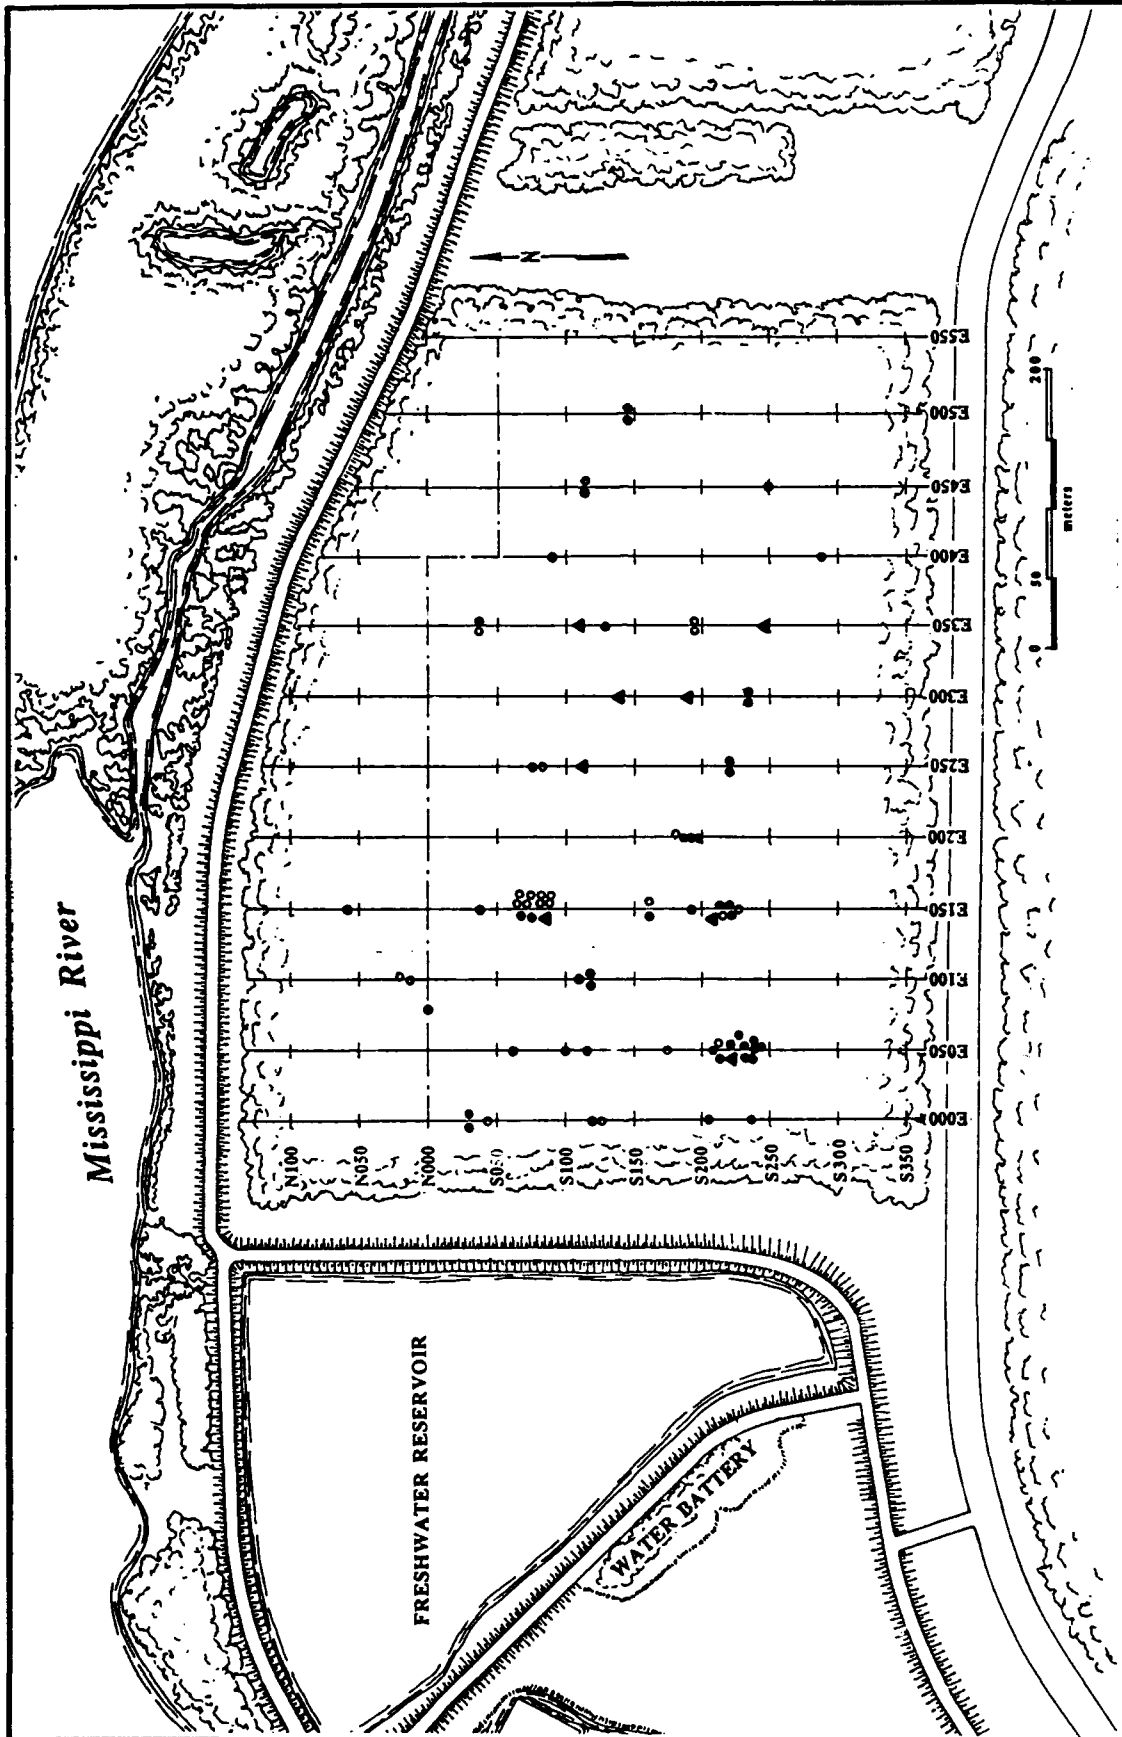 Mississippi River
N
N100
N050
N000
S050
S100
S150
S200
S250
S300
S350
E000
E050
E100
E150
E200
E250
E300
E350
E400
E450
E500
E550
0
50
200
meters
FRESHWATER RESERVOIR
WATER BATTERY